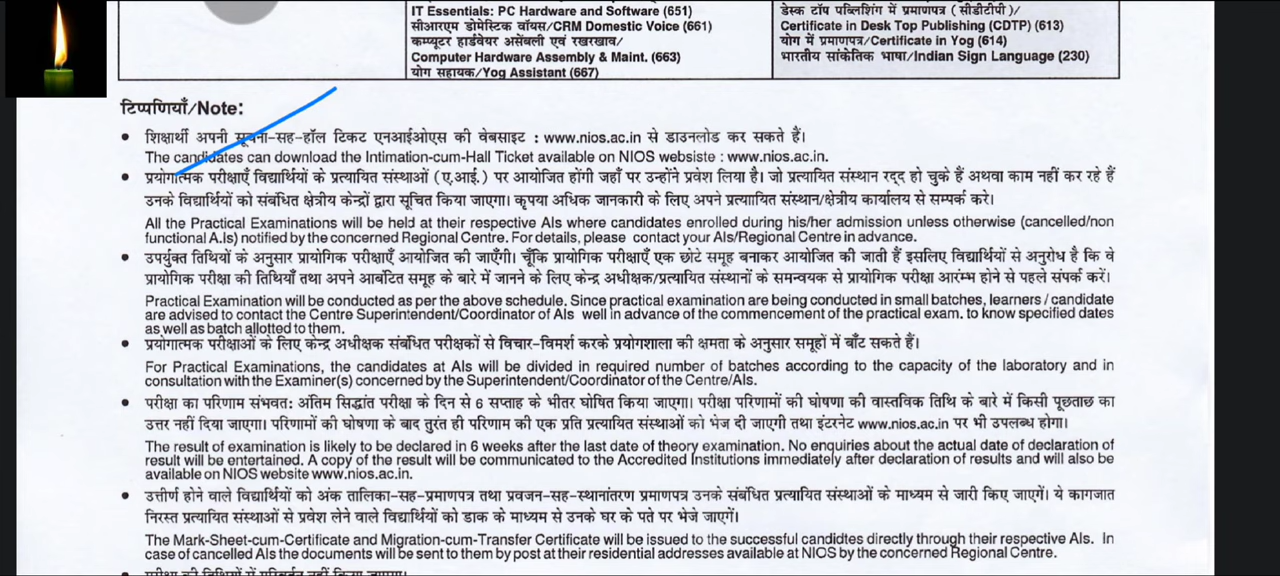 IT Essentials: PC Hardware and Software (651)
सीआरएम डोमेस्टिक वॉयस/CRM Domestic Voice (661)
कम्प्यूटर हार्डवेयर असेंबली एवं रखरखाव/
Computer Hardware Assembly & Maint. (663)
योग सहायक/Yog Assistant (667)
डेस्क टॉप पब्लिशिंग में प्रमाणपत्र (सीडीटीपी)/
Certificate in Desk Top Publishing (CDTP) (613)
योग में प्रमाणपत्र/Certificate in Yog (614)
भारतीय सांकेतिक भाषा/Indian Sign Language (230)
टिप्पणियाँ/Note:
• शिक्षार्थी अपनी सूचना-सह-हॉल टिकट एनआईओएस की वेबसाइट : www.nios.ac.in से डाउनलोड कर सकते हैं।
The candidates can download the Intimation-cum-Hall Ticket available on NIOS websiste : www.nios.ac.in.
• प्रयोगात्मक परीक्षाएँ विद्यार्थियों के प्रत्यायित संस्थाओं (ए.आई.) पर आयोजित होंगी जहाँ पर उन्होंने प्रवेश लिया है। जो प्रत्यायित संस्थान रद्द हो चुके हैं अथवा काम नहीं कर रहे हैं
उनके विद्यार्थियों को संबंधित क्षेत्रीय केन्द्रों द्वारा सूचित किया जाएगा। कृपया अधिक जानकारी के लिए अपने प्रत्यायित संस्थान/क्षेत्रीय कार्यालय से सम्पर्क करें।
All the Practical Examinations will be held at their respective AIs where candidates enrolled during his/her admission unless otherwise (cancelled/non
functional A.Is) notified by the concerned Regional Centre. For details, please contact your AIs/Regional Centre in advance.
• उपर्युक्त तिथियों के अनुसार प्रायोगिक परीक्षाएँ आयोजित की जाएँगी। चूँकि प्रायोगिक परीक्षाएँ एक छोटे समूह बनाकर आयोजित की जाती हैं इसलिए विद्यार्थियों से अनुरोध है कि वे
प्रायोगिक परीक्षा की तिथियाँ तथा अपने आबंटित समूह के बारे में जानने के लिए केन्द्र अधीक्षक/प्रत्यायित संस्थानों के समन्वयक से प्रायोगिक परीक्षा आरम्भ होने से पहले संपर्क करें।
Practical Examination will be conducted as per the above schedule. Since practical examination are being conducted in small batches, learners / candidate
are advised to contact the Centre Superintendent/Coordinator of AIs well in advance of the commencement of the practical exam. to know specified dates
as well as batch allotted to them.
• प्रयोगात्मक परीक्षाओं के लिए केन्द्र अधीक्षक संबंधित परीक्षकों से विचार-विमर्श करके प्रयोगशाला की क्षमता के अनुसार समूहों में बाँट सकते हैं।
For Practical Examinations, the candidates at AIs will be divided in required number of batches according to the capacity of the laboratory and in
consultation with the Examiner(s) concerned by the Superintendent/Coordinator of the Centre/AIs.
• परीक्षा का परिणाम संभवत: अंतिम सिद्धांत परीक्षा के दिन से 6 सप्ताह के भीतर घोषित किया जाएगा। परीक्षा परिणामों की घोषणा की वास्तविक तिथि के बारे में किसी पूछताछ का
उत्तर नहीं दिया जाएगा। परिणामों की घोषणा के बाद तुरंत ही परिणाम की एक प्रति प्रत्यायित संस्थाओं को भेज दी जाएगी तथा इंटरनेट www.nios.ac.in पर भी उपलब्ध होगा।
The result of examination is likely to be declared in 6 weeks after the last date of theory examination. No enquiries about the actual date of declaration of
result will be entertained. A copy of the result will be communicated to the Accredited Institutions immediately after declaration of results and will also be
available on NIOS website www.nios.ac.in.
• उत्तीर्ण होने वाले विद्यार्थियों को अंक तालिका-सह-प्रमाणपत्र तथा प्रवजन-सह-स्थानांतरण प्रमाणपत्र उनके संबंधित प्रत्यायित संस्थाओं के माध्यम से जारी किए जाएगें। ये कागजात
निरस्त प्रत्यायित संस्थाओं से प्रवेश लेने वाले विद्यार्थियों को डाक के माध्यम से उनके घर के पते पर भेजे जाएगें।
The Mark-Sheet-cum-Certificate and Migration-cum-Transfer Certificate will be issued to the successful candidtes directly through their respective AIs. In
case of cancelled AIs the documents will be sent to them by post at their residential addresses available at NIOS by the concerned Regional Centre.
• परीक्षा की तिथियों में परिवर्तन नहीं किया जाएगा।